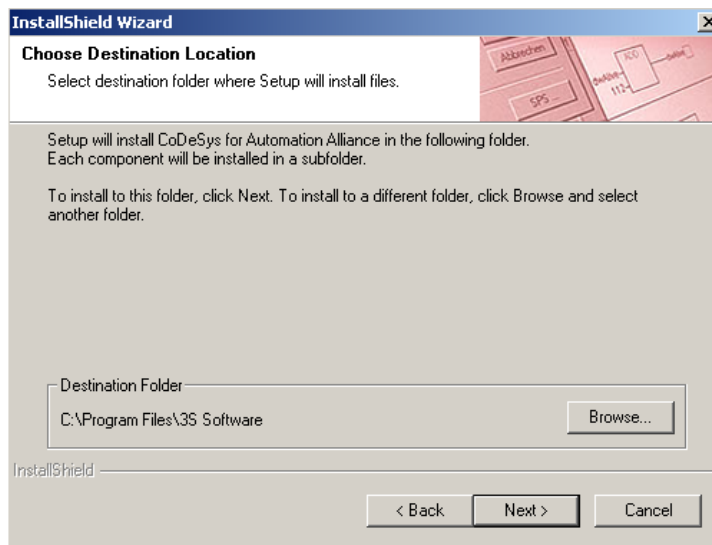 InstallShield Wizard
Choose Destination Location
Select destination folder where Setup will install files.
Abbrechen
SPS ...
ADD
dwAlive
112
dwAlive
Setup will install CoDeSys for Automation Alliance in the following folder.
Each component will be installed in a subfolder.
To install to this folder, click Next. To install to a different folder, click Browse and select
another folder.
Destination Folder
C:\Program Files\3S Software
Browse...
InstallShield
< Back
Next >
Cancel